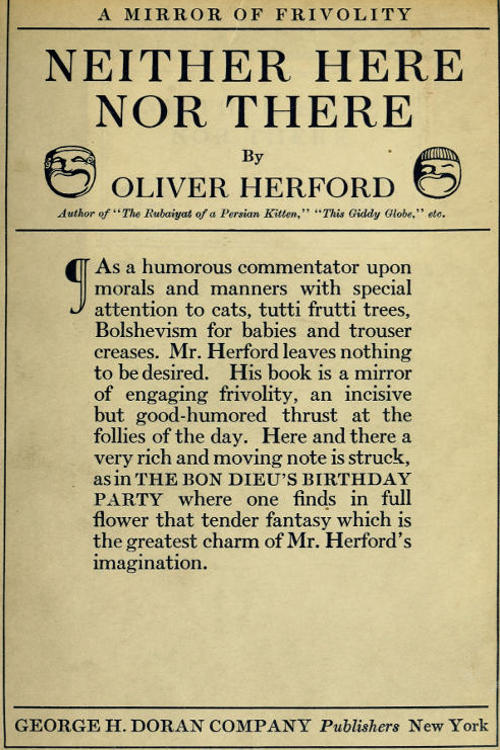 A MIRROR OF FRIVOLITY
NEITHER HERE
NOR THERE
By
OLIVER HERFORD
Author of "The Rubaiyat of a Persian Kitten," "This Giddy Globe," etc.
¶ As a humorous commentator upon
morals and manners with special
attention to cats, tutti frutti trees,
Bolshevism for babies and trouser
creases. Mr. Herford leaves nothing
to be desired. His book is a mirror
of engaging frivolity, an incisive
but good-humored thrust at the
follies of the day. Here and there a
very rich and moving note is struck,
as in THE BON DIEU'S BIRTHDAY
PARTY where one finds in full
flower that tender fantasy which is
the greatest charm of Mr. Herford's
imagination.
GEORGE H. DORAN COMPANY Publishers New York